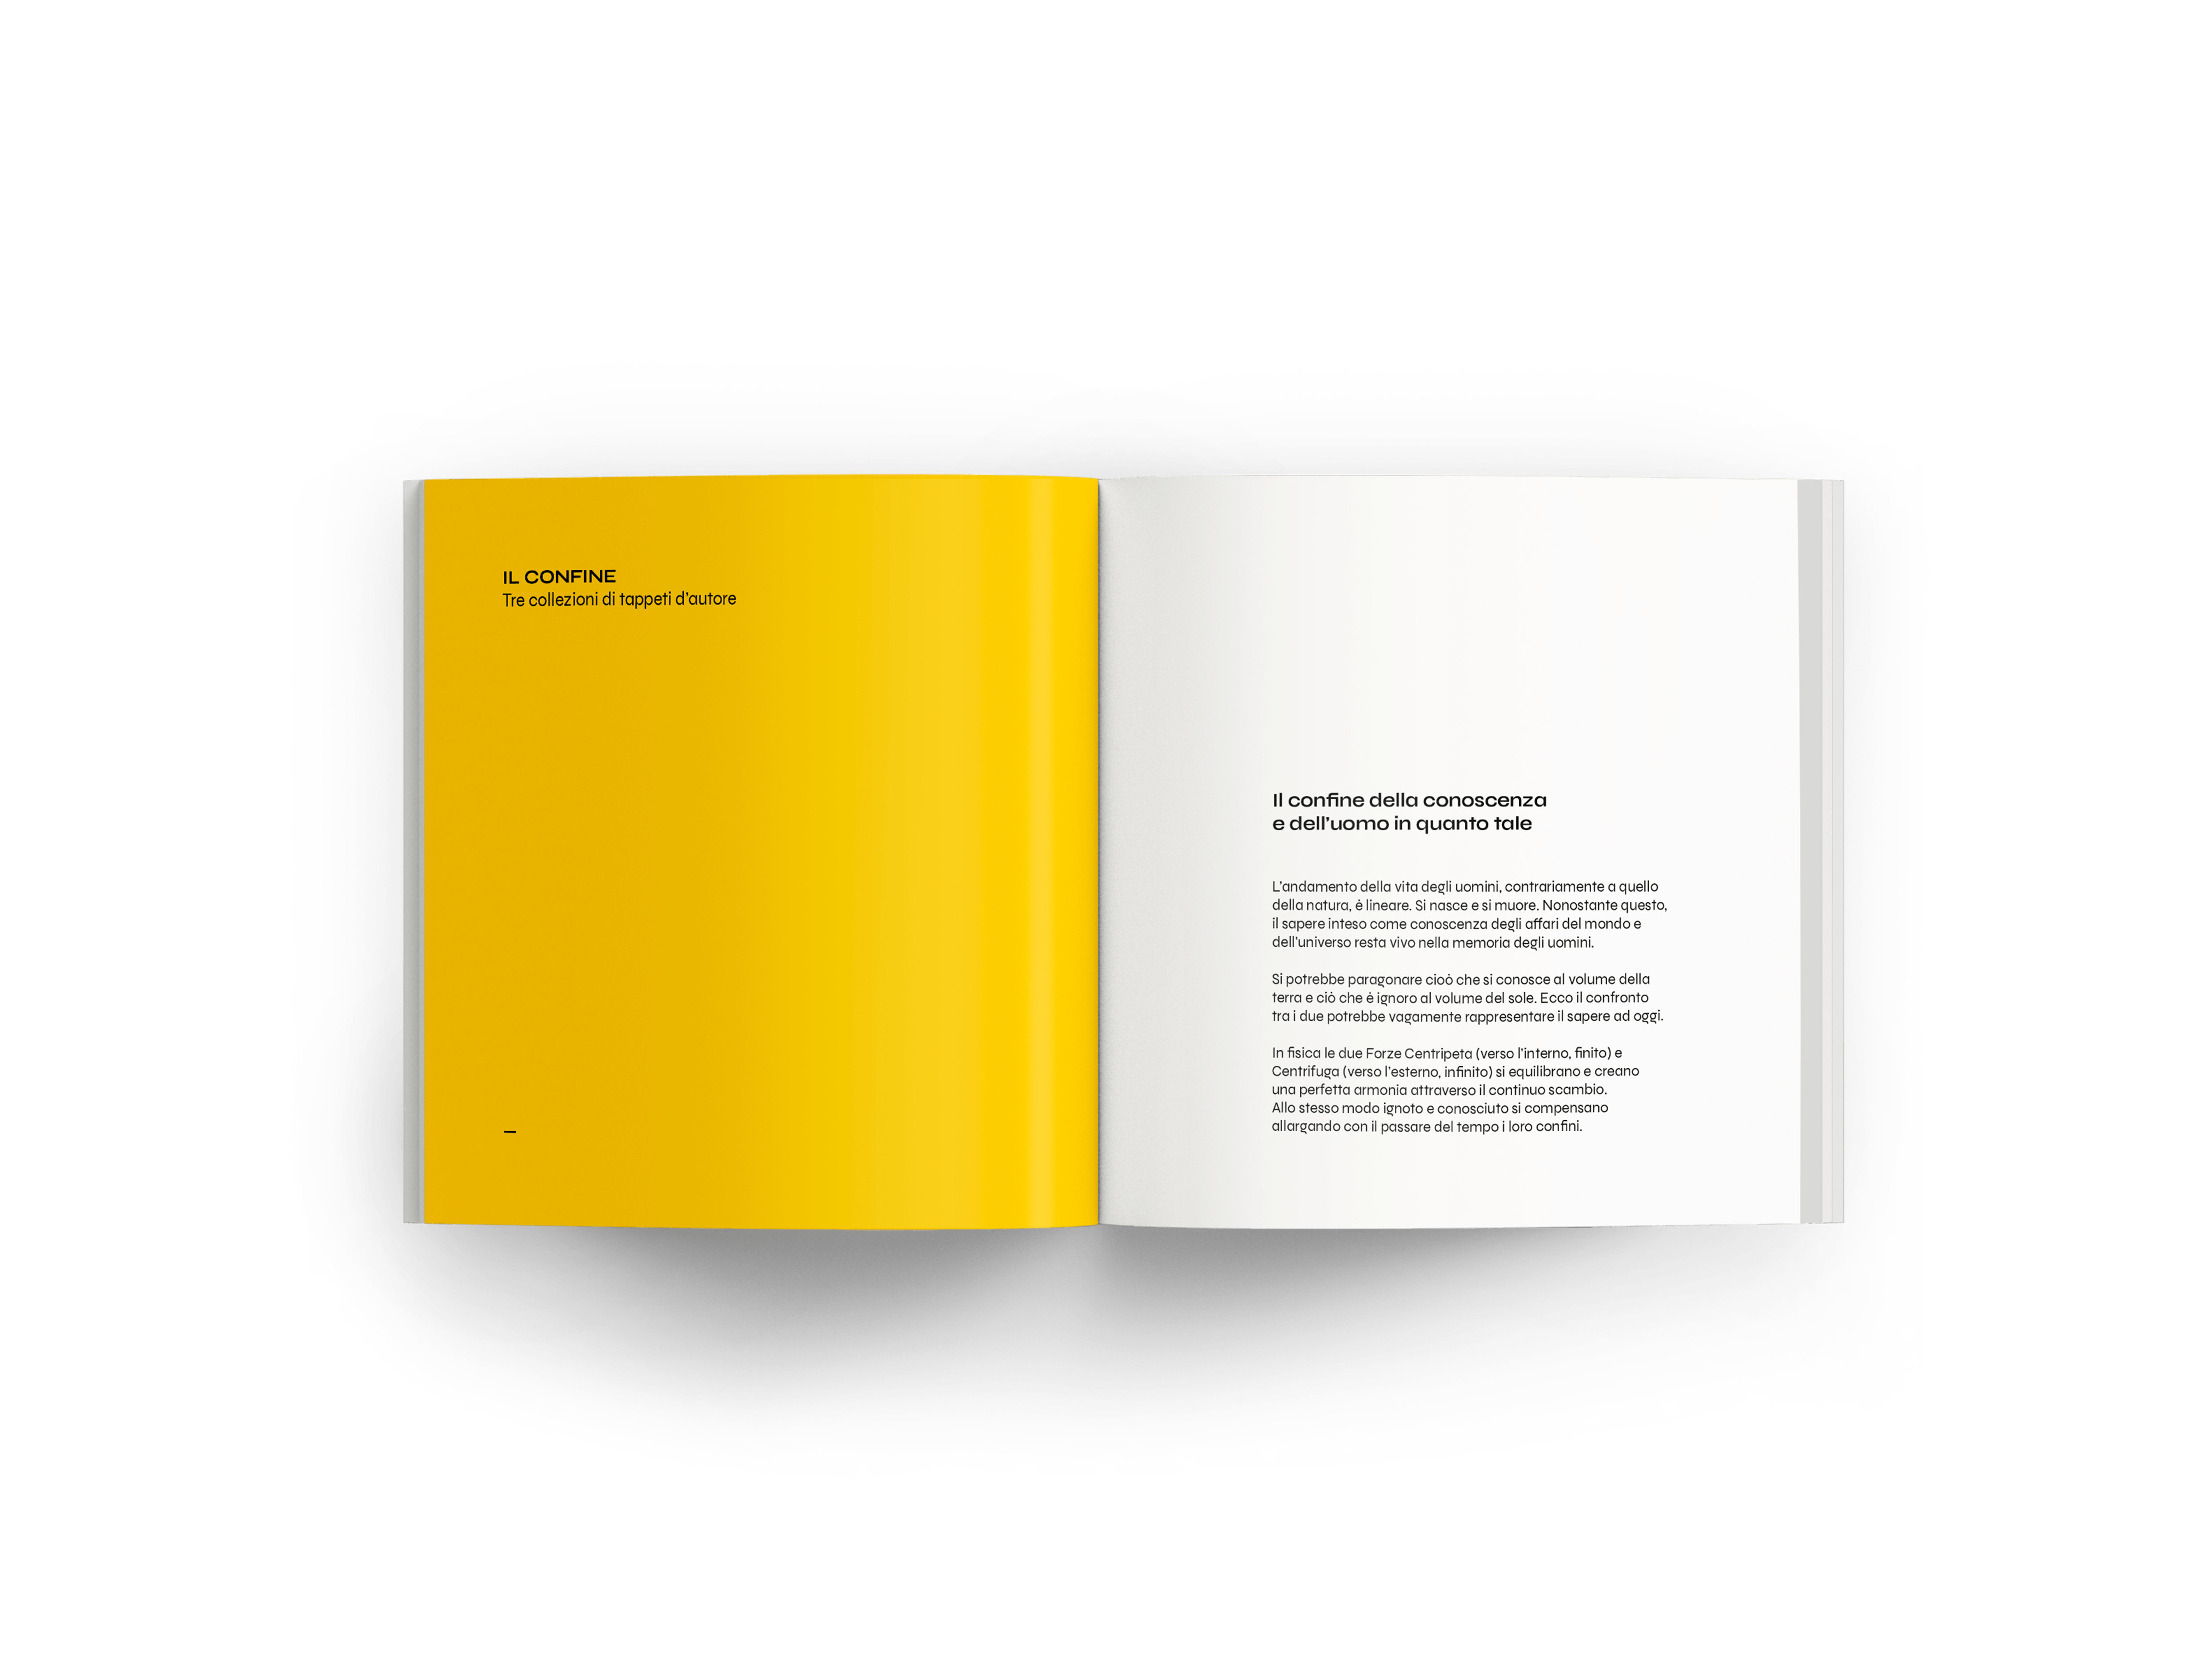 IL CONFINE
Tre collezioni di tappeti d'autore
–
Il confine della conoscenza
e dell'uomo in quanto tale
L'andamento della vita degli uomini, contrariamente a quello
della natura, è lineare. Si nasce e si muore. Nonostante questo,
il sapere inteso come conoscenza degli affari del mondo e
dell'universo resta vivo nella memoria degli uomini.
Si potrebbe paragonare cioò che si conosce al volume della
terra e ciò che è ignoro al volume del sole. Ecco il confronto
tra i due potrebbe vagamente rappresentare il sapere ad oggi.
In fisica le due Forze Centripeta (verso l'interno, finito) e
Centrifuga (verso l'esterno, infinito) si equilibrano e creano
una perfetta armonia attraverso il continuo scambio.
Allo stesso modo ignoto e conosciuto si compensano
allargando con il passare del tempo i loro confini.